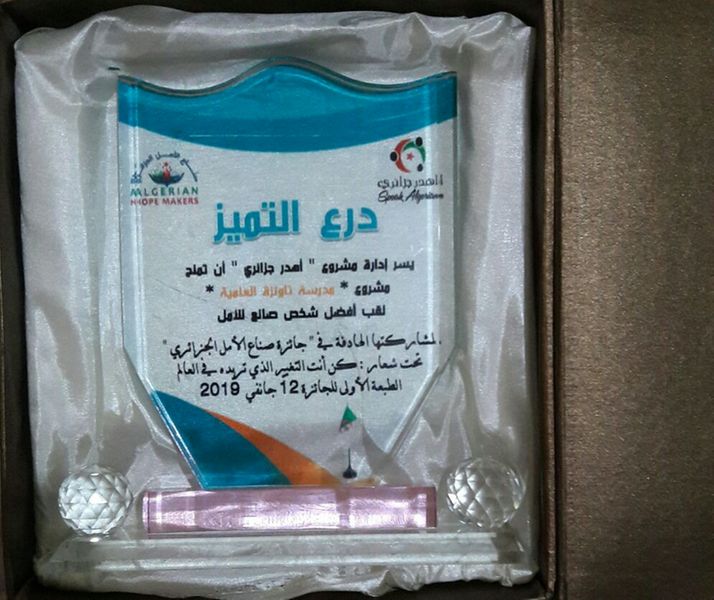 ALGERIAN
HOPE MAKERS
اهدر جزائري
Speak Algerian
درع التميز
يسر إدارة مشروع " أهدر جزائري " أن تمنح
مشروع " مدرسة تاونزة العلمية "
لقب أفضل شخص صانع للأمل
لمشاركتها الهادفة في " جائزة صناع الأمل الجزائري "
تحت شعار : كن أنت التغيير الذي تريده في العالم
الطبعة الأولى للجائزة 12 جانفي 2019